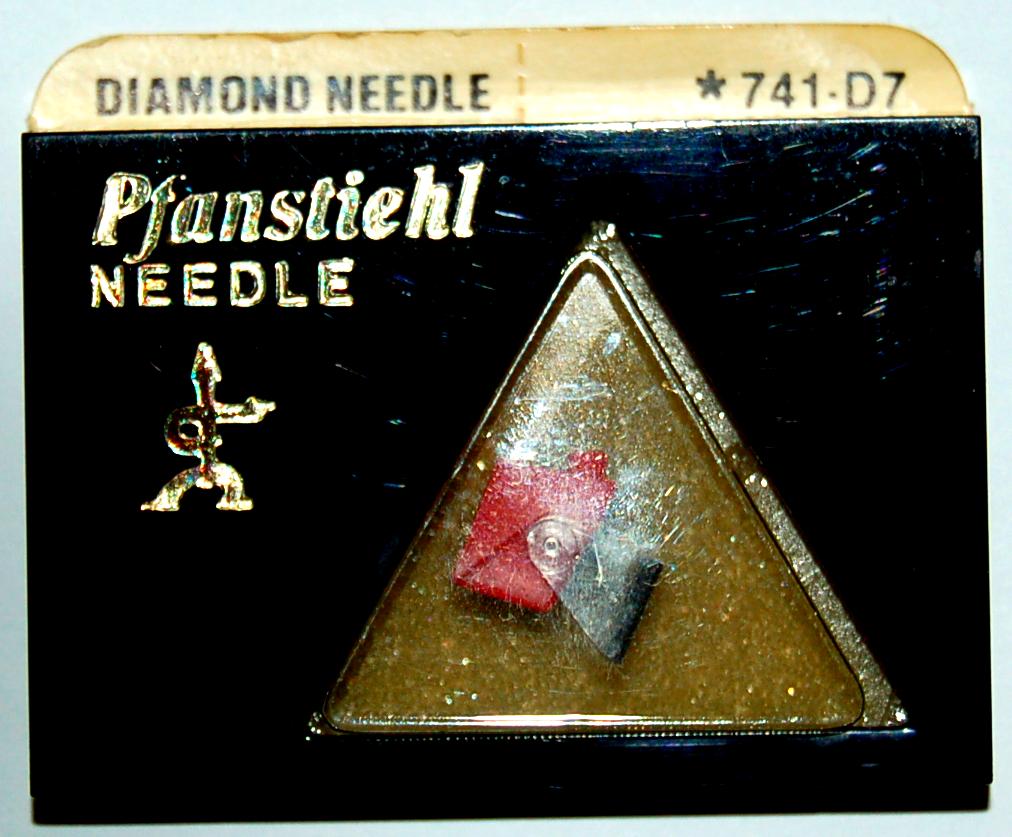 DIAMOND NEEDLE *741-D7
Pfanstiehl
NEEDLE